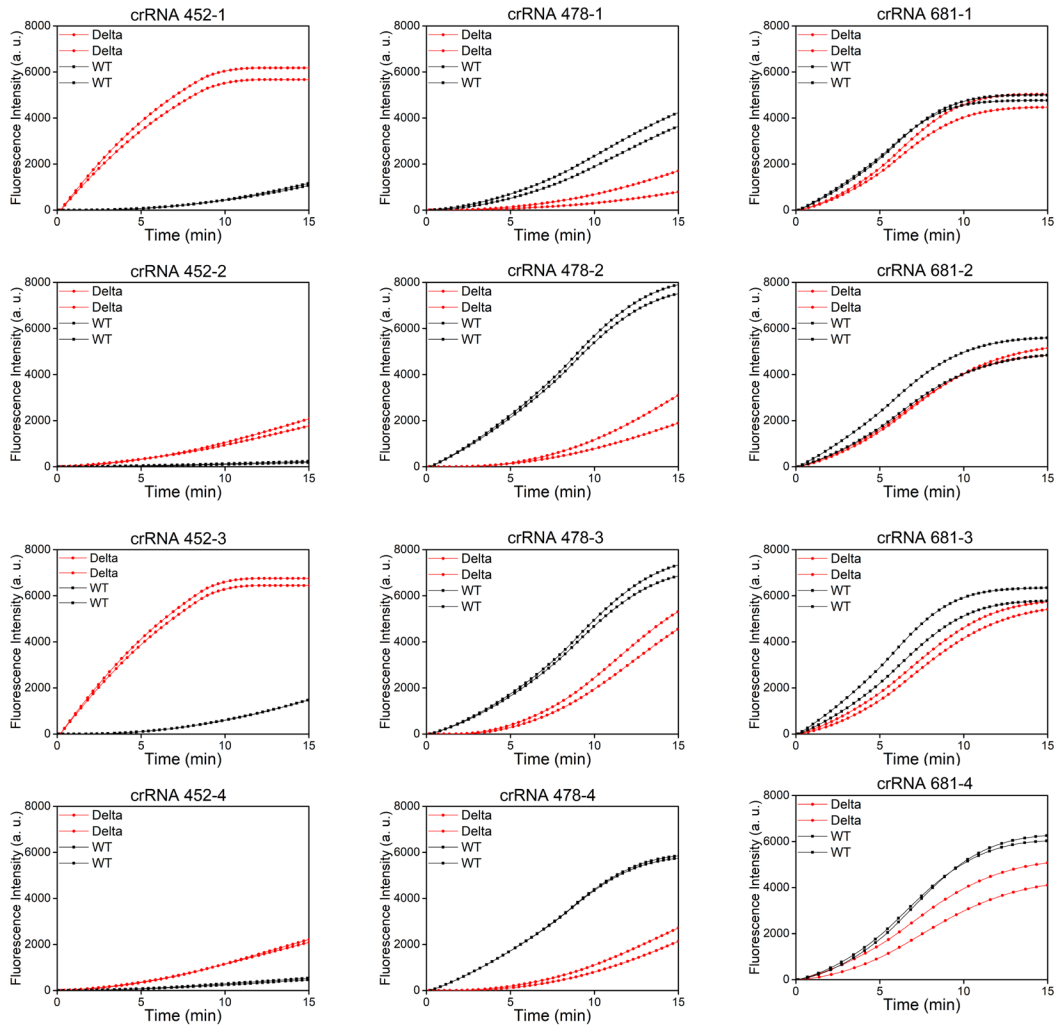 crRNA 452-1
8000
6000
4000
2000
0
Fluorescence Intensity (a. u.)
Delta
Delta
WT
WT
0 5 10 15
Time (min)
crRNA 478-1
8000
6000
4000
2000
0
Fluorescence Intensity (a. u.)
Delta
Delta
WT
WT
0 5 10 15
Time (min)
crRNA 681-1
8000
6000
4000
2000
0
Fluorescence Intensity (a. u.)
Delta
Delta
WT
WT
0 5 10 15
Time (min)
crRNA 452-2
8000
6000
4000
2000
0
Fluorescence Intensity (a. u.)
Delta
Delta
WT
WT
0 5 10 15
Time (min)
crRNA 478-2
8000
6000
4000
2000
0
Fluorescence Intensity (a. u.)
Delta
Delta
WT
WT
0 5 10 15
Time (min)
crRNA 681-2
8000
6000
4000
2000
0
Fluorescence Intensity (a. u.)
Delta
Delta
WT
WT
0 5 10 15
Time (min)
crRNA 452-3
8000
6000
4000
2000
0
Fluorescence Intensity (a. u.)
Delta
Delta
WT
WT
0 5 10 15
Time (min)
crRNA 478-3
8000
6000
4000
2000
0
Fluorescence Intensity (a. u.)
Delta
Delta
WT
WT
0 5 10 15
Time (min)
crRNA 681-3
8000
6000
4000
2000
0
Fluorescence Intensity (a. u.)
Delta
Delta
WT
WT
0 5 10 15
Time (min)
crRNA 452-4
8000
6000
4000
2000
0
Fluorescence Intensity (a. u.)
Delta
Delta
WT
WT
0 5 10 15
Time (min)
crRNA 478-4
8000
6000
4000
2000
0
Fluorescence Intensity (a. u.)
Delta
Delta
WT
WT
0 5 10 15
Time (min)
crRNA 681-4
8000
6000
4000
2000
0
Fluorescence Intensity (a. u.)
Delta
Delta
WT
WT
0 5 10 15
Time (min)